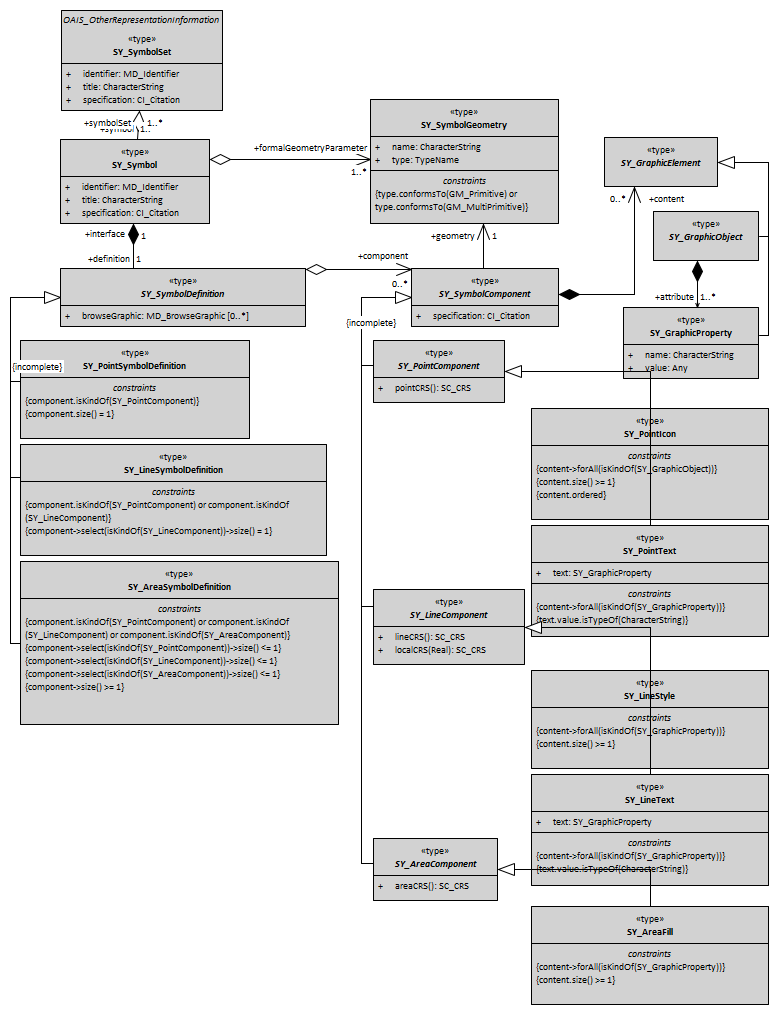 OAIS_OtherRepresentationInformation
«type»
SY_SymbolSet
+ identifier: MD_Identifier
+ title: CharacterString
+ specification: CI_Citation
+symbolSet
1..*
+symbol
1..
«type»
SY_Symbol
+ identifier: MD_Identifier
+ title: CharacterString
+ specification: CI_Citation
+formalGeometryParameter
1..*
«type»
SY_SymbolGeometry
+ name: CharacterString
+ type: TypeName
constraints
{type.conformsTo(GM_Primitive) or
type.conformsTo(GM_MultiPrimitive)}
«type»
SY_GraphicElement
0..*
+content
«type»
SY_GraphicObject
+attribute
1..*
«type»
SY_GraphicProperty
+ name: CharacterString
+ value: Any
+interface
1
+definition
1
+geometry
1
«type»
SY_SymbolDefinition
+ browseGraphic: MD_BrowseGraphic [0..*]
+component
0..*
«type»
SY_SymbolComponent
+ specification: CI_Citation
{incomplete}
{incomplete}
«type»
SY_PointSymbolDefinition
constraints
{component.isKindOf(SY_PointComponent)}
{component.size() = 1}
«type»
SY_LineSymbolDefinition
constraints
{component.isKindOf(SY_PointComponent) or component.isKindOf
(SY_LineComponent)}
{component->select(isKindOf(SY_LineComponent))->size() = 1}
«type»
SY_AreaSymbolDefinition
constraints
{component.isKindOf(SY_PointComponent) or component.isKindOf
(SY_LineComponent) or component.isKindOf(SY_AreaComponent)}
{component->select(isKindOf(SY_PointComponent))->size() <= 1}
{component->select(isKindOf(SY_LineComponent))->size() <= 1}
{component->select(isKindOf(SY_AreaComponent))->size() <= 1}
{component->size() >= 1}
«type»
SY_PointComponent
+ pointCRS(): SC_CRS
«type»
SY_PointIcon
constraints
{content->forAll(isKindOf(SY_GraphicObject))}
{content.size() >= 1}
{content.ordered}
«type»
SY_PointText
+ text: SY_GraphicProperty
constraints
{content->forAll(isKindOf(SY_GraphicProperty))}
{text.value.isTypeOf(CharacterString)}
«type»
SY_LineComponent
+ lineCRS(): SC_CRS
+ localCRS(Real): SC_CRS
«type»
SY_LineStyle
constraints
{content->forAll(isKindOf(SY_GraphicProperty))}
{content.size() >= 1}
«type»
SY_LineText
+ text: SY_GraphicProperty
constraints
{content->forAll(isKindOf(SY_GraphicProperty))}
{text.value.isTypeOf(CharacterString)}
«type»
SY_AreaComponent
+ areaCRS(): SC_CRS
«type»
SY_AreaFill
constraints
{content->forAll(isKindOf(SY_GraphicProperty))}
{content.size() >= 1}